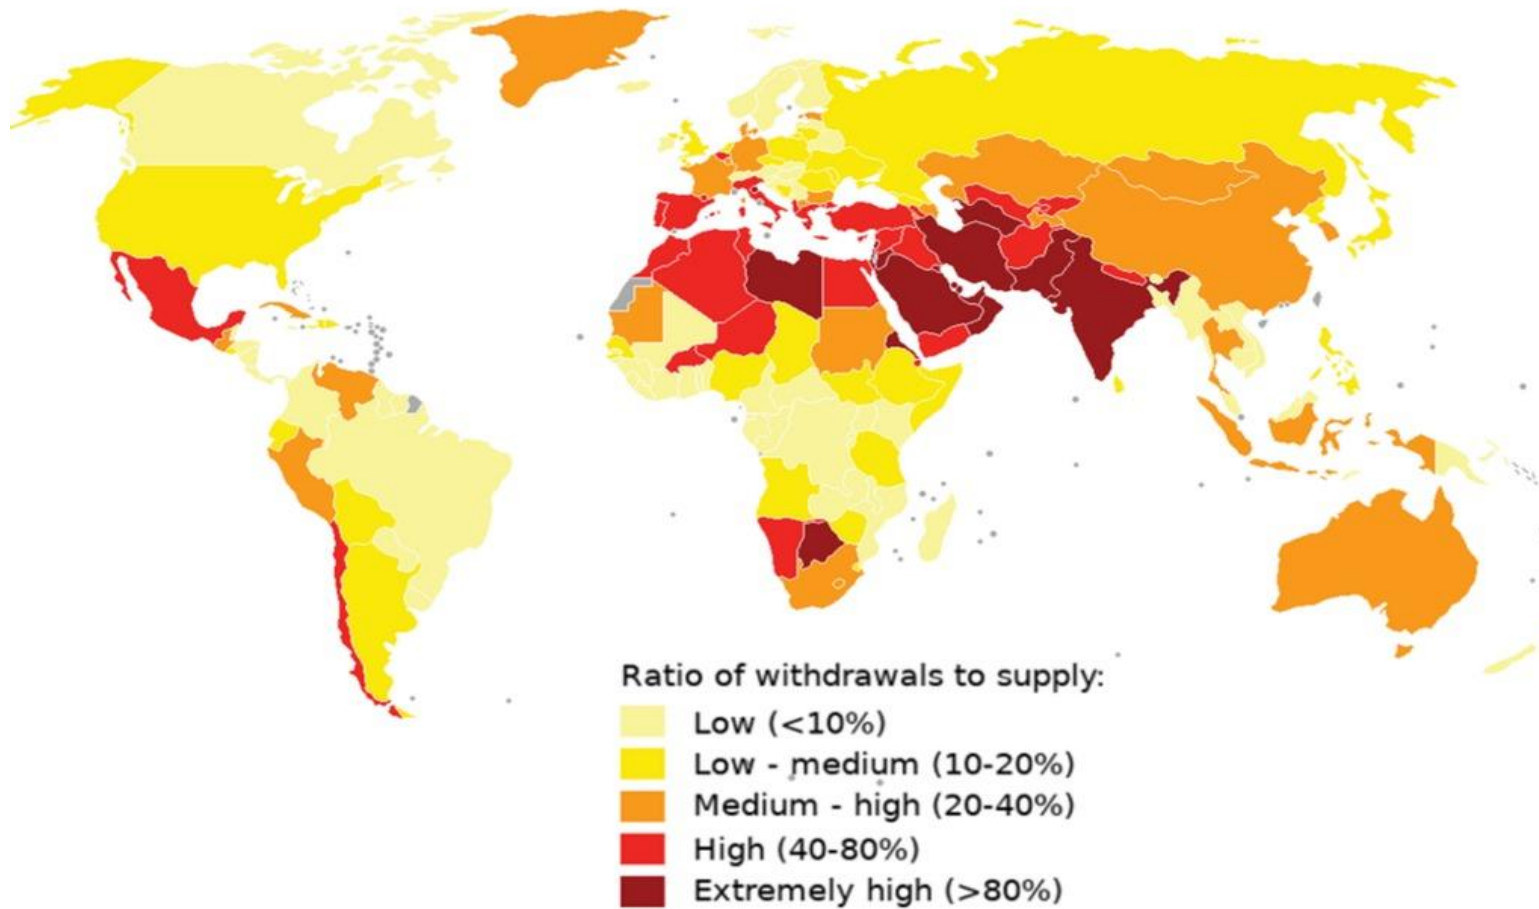 Ratio of withdrawals to supply:
Low (<10%)
Low - medium (10-20%)
Medium - high (20-40%)
High (40-80%)
Extremely high (>80%)